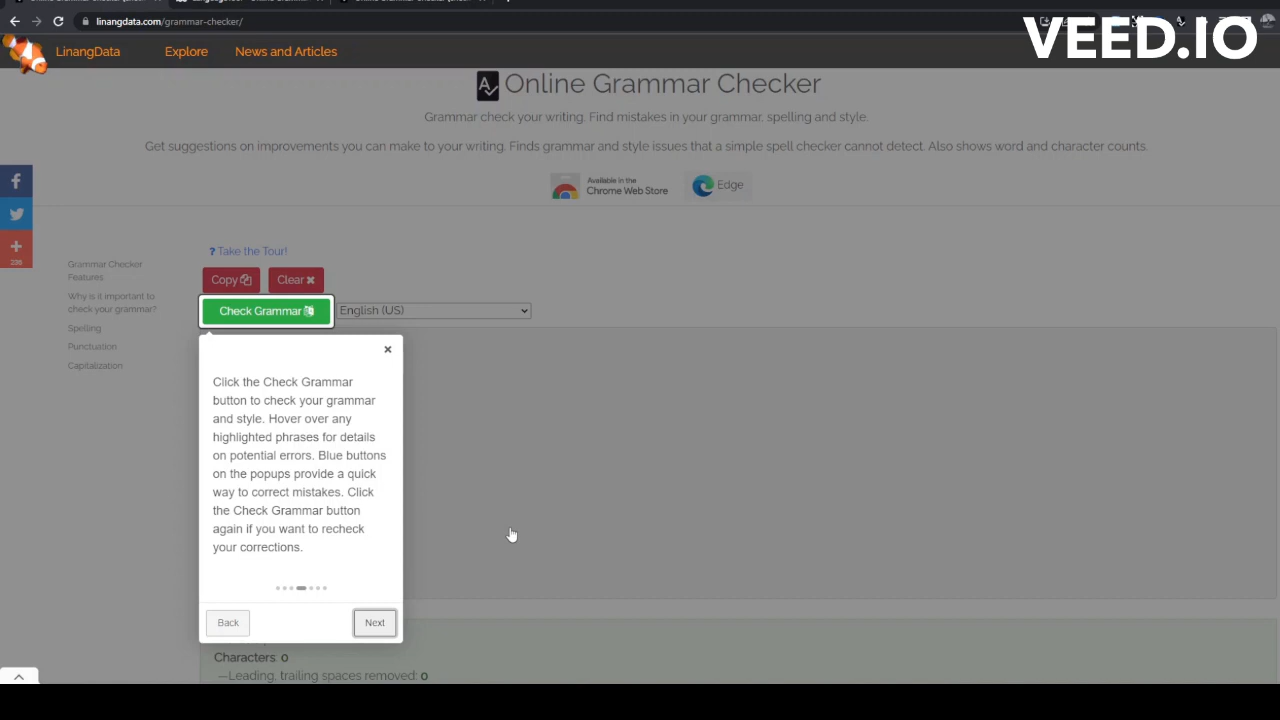 linangdata.com/grammar-checker/
VEED.IO
LinangData
Explore
News and Articles
Online Grammar Checker
Grammar check your writing. Find mistakes in your grammar, spelling and style.
Get suggestions on improvements you can make to your writing. Finds grammar and style issues that a simple spell checker cannot detect. Also shows word and character counts.
Available in the
Chrome Web Store
Edge
236
? Take the Tour!
Grammar Checker
Features
Why is it important to
check your grammar?
Spelling
Punctuation
Capitalization
Copy
Clear
Check Grammar
English (US)
Click the Check Grammar
button to check your grammar
and style. Hover over any
highlighted phrases for details
on potential errors. Blue buttons
on the popups provide a quick
way to correct mistakes. Click
the Check Grammar button
again if you want to recheck
your corrections.
Back
Next
Characters: 0
—Leading, trailing spaces removed: 0